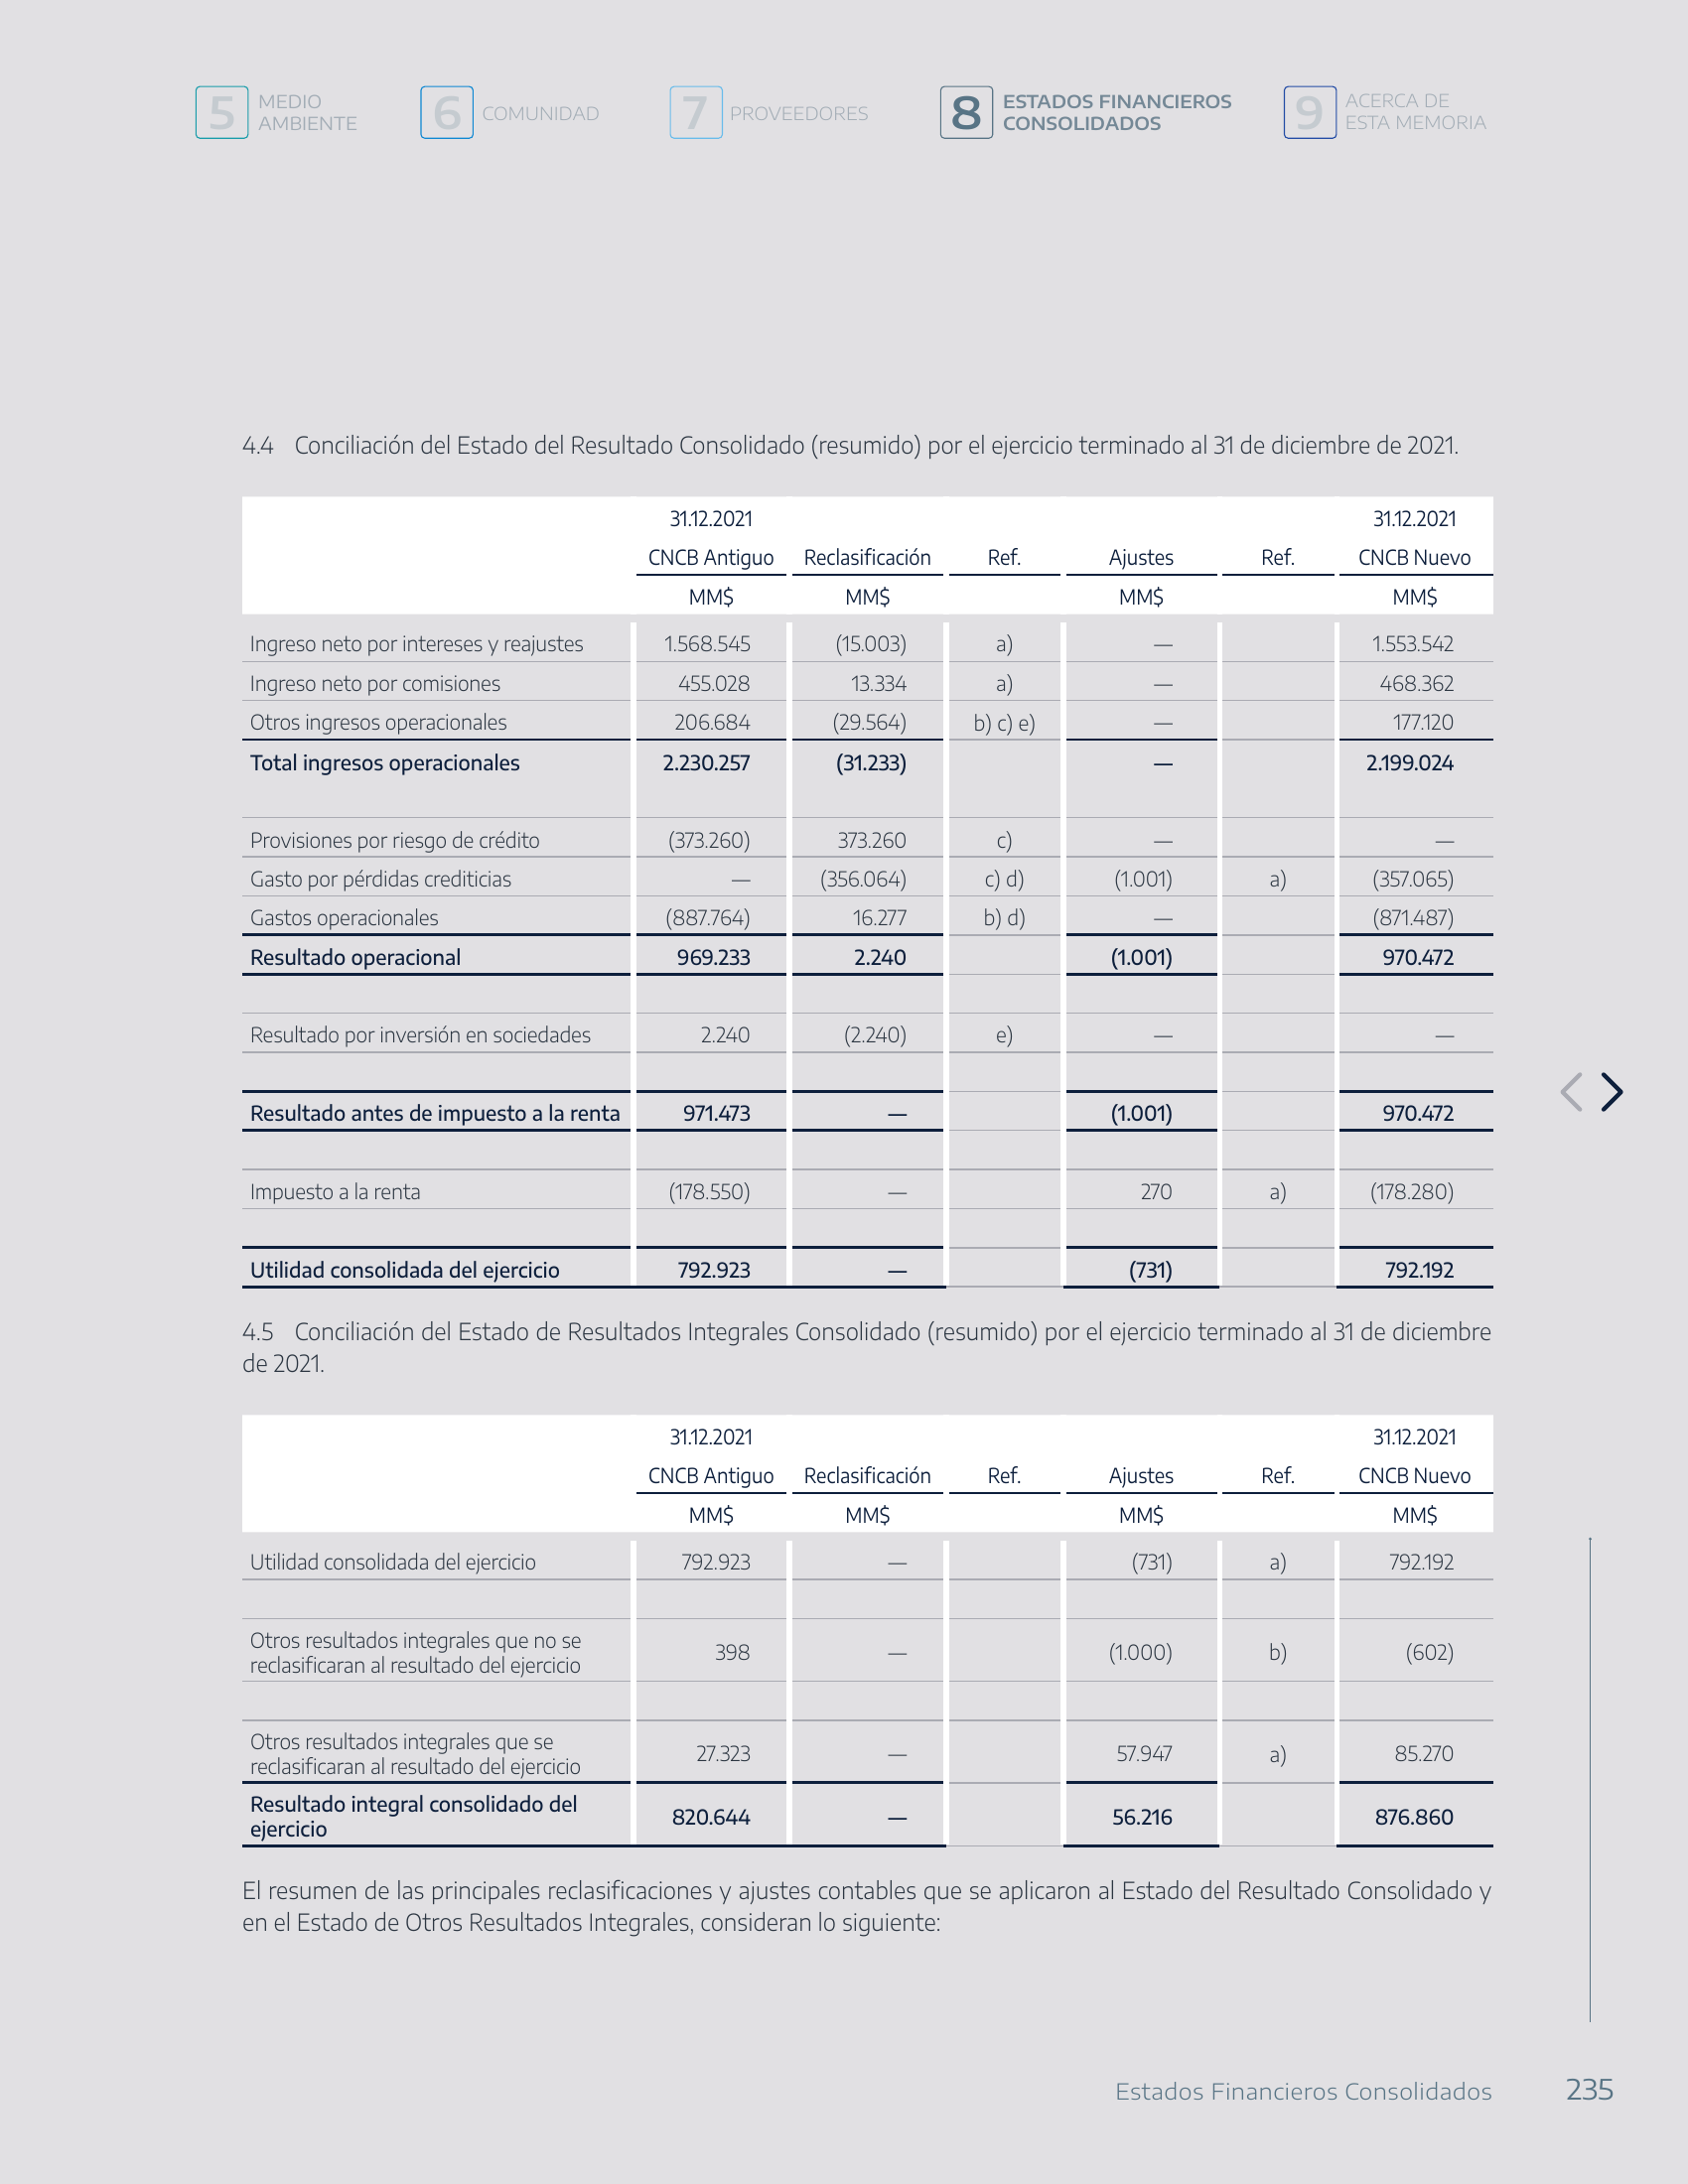 5 MEDIO AMBIENTE
6 COMUNIDAD
7 PROVEEDORES
8 ESTADOS FINANCIEROS CONSOLIDADOS
9 ACERCA DE ESTA MEMORIA
4.4 Conciliación del Estado del Resultado Consolidado (resumido) por el ejercicio terminado al 31 de diciembre de 2021.
31.12.2021 31.12.2021
CNCB Antiguo Reclasificación Ref. Ajustes Ref. CNCB Nuevo
MM$ MM$ MM$ MM$
Ingreso neto por intereses y reajustes 1.568.545 (15.003) a) — 1.553.542
Ingreso neto por comisiones 455.028 13.334 a) — 468.362
Otros ingresos operacionales 206.684 (29.564) b) c) e) — 177.120
Total ingresos operacionales 2.230.257 (31.233) — 2.199.024
Provisiones por riesgo de crédito (373.260) 373.260 c) — —
Gasto por pérdidas crediticias — (356.064) c) d) (1.001) a) (357.065)
Gastos operacionales (887.764) 16.277 b) d) — (871.487)
Resultado operacional 969.233 2.240 (1.001) 970.472
Resultado por inversión en sociedades 2.240 (2.240) e) — —
Resultado antes de impuesto a la renta 971.473 — (1.001) 970.472
Impuesto a la renta (178.550) — 270 a) (178.280)
Utilidad consolidada del ejercicio 792.923 — (731) 792.192
4.5 Conciliación del Estado de Resultados Integrales Consolidado (resumido) por el ejercicio terminado al 31 de diciembre
de 2021.
31.12.2021 31.12.2021
CNCB Antiguo Reclasificación Ref. Ajustes Ref. CNCB Nuevo
MM$ MM$ MM$ MM$
Utilidad consolidada del ejercicio 792.923 — (731) a) 792.192
Otros resultados integrales que no se
reclasificaran al resultado del ejercicio 398 — (1.000) b) (602)
Otros resultados integrales que se
reclasificaran al resultado del ejercicio 27.323 — 57.947 a) 85.270
Resultado integral consolidado del
ejercicio 820.644 — 56.216 876.860
El resumen de las principales reclasificaciones y ajustes contables que se aplicaron al Estado del Resultado Consolidado y
en el Estado de Otros Resultados Integrales, consideran lo siguiente:
Estados Financieros Consolidados 235